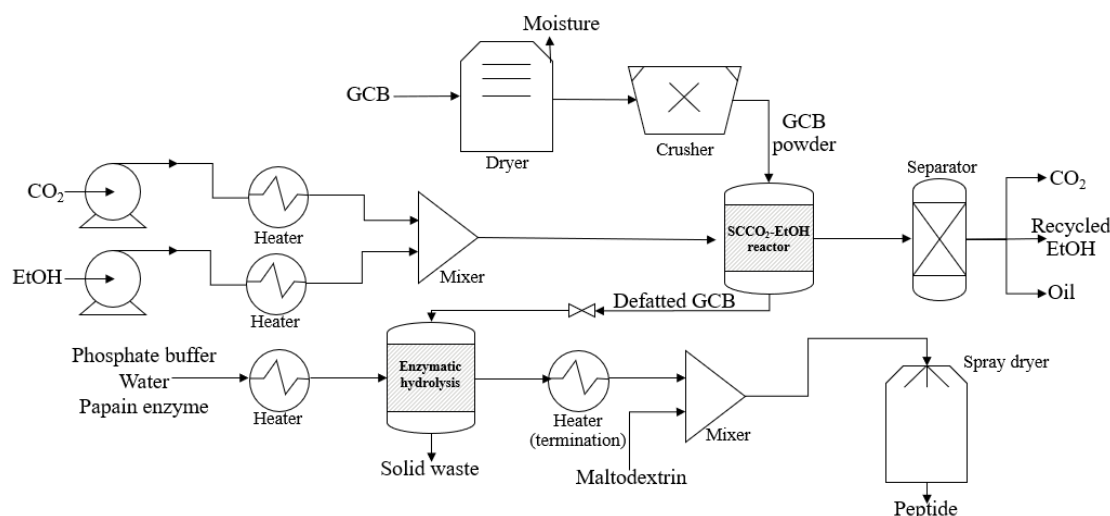 Moisture
GCB
Dryer
Crusher
GCB
powder
CO₂
Heater
EtOH
Heater
Mixer
SCCO₂-EtOH
reactor
Separator
CO₂
Recycled
EtOH
Oil
Defatted GCB
Phosphate buffer
Water
Papain enzyme
Heater
Enzymatic
hydrolysis
Solid waste
Heater
(termination)
Maltodextrin
Mixer
Spray dryer
Peptide